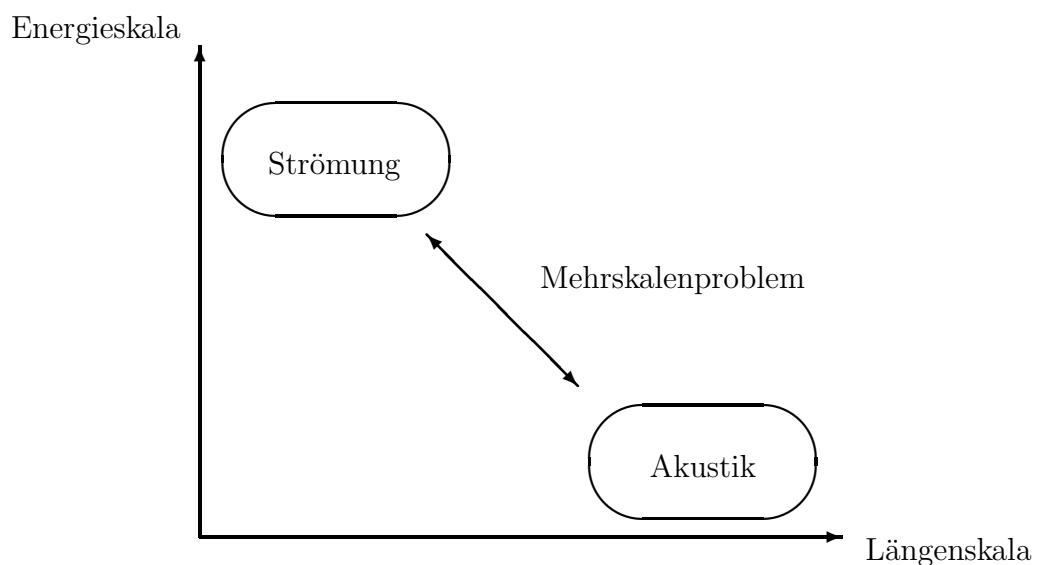 Energieskala
Strömung
Mehrskalenproblem
Akustik
Längenskala